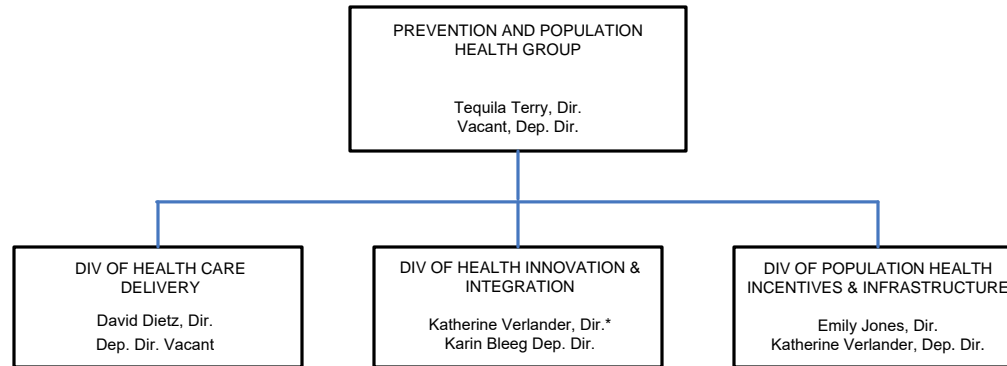 PREVENTION AND POPULATION
HEALTH GROUP
Tequila Terry, Dir.
Vacant, Dep. Dir.
DIV OF HEALTH CARE
DELIVERY
David Dietz, Dir.
Dep. Dir. Vacant
DIV OF HEALTH INNOVATION &
INTEGRATION
Katherine Verlander, Dir.*
Karin Bleeg Dep. Dir.
DIV OF POPULATION HEALTH
INCENTIVES & INFRASTRUCTURE
Emily Jones, Dir.
Katherine Verlander, Dep. Dir.